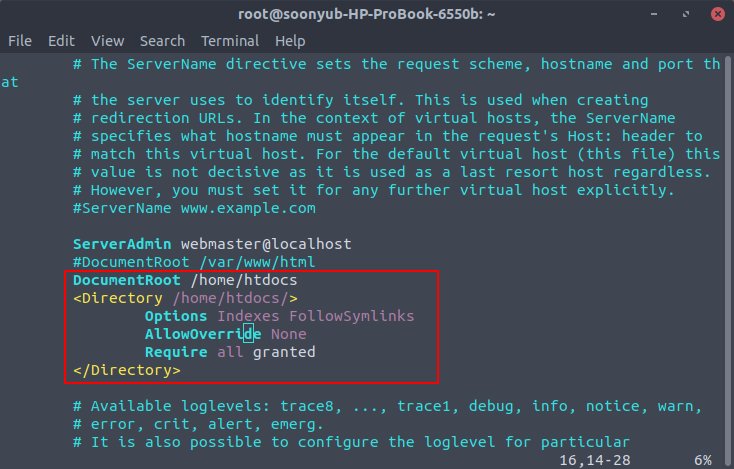 root@soonyub-HP-ProBook-6550b: ~
File Edit View Search Terminal Help
# The ServerName directive sets the request scheme, hostname and port th
at
# the server uses to identify itself. This is used when creating
# redirection URLs. In the context of virtual hosts, the ServerName
# specifies what hostname must appear in the request's Host: header to
# match this virtual host. For the default virtual host (this file) this
# value is not decisive as it is used as a last resort host regardless.
# However, you must set it for any further virtual host explicitly.
#ServerName www.example.com
ServerAdmin webmaster@localhost
#DocumentRoot /var/www/html
DocumentRoot /home/htdocs
<Directory /home/htdocs/>
Options Indexes FollowSymlinks
AllowOverride None
Require all granted
</Directory>
# Available loglevels: trace8, ..., trace1, debug, info, notice, warn,
# error, crit, alert, emerg.
# It is also possible to configure the loglevel for particular
16,14-28 6%